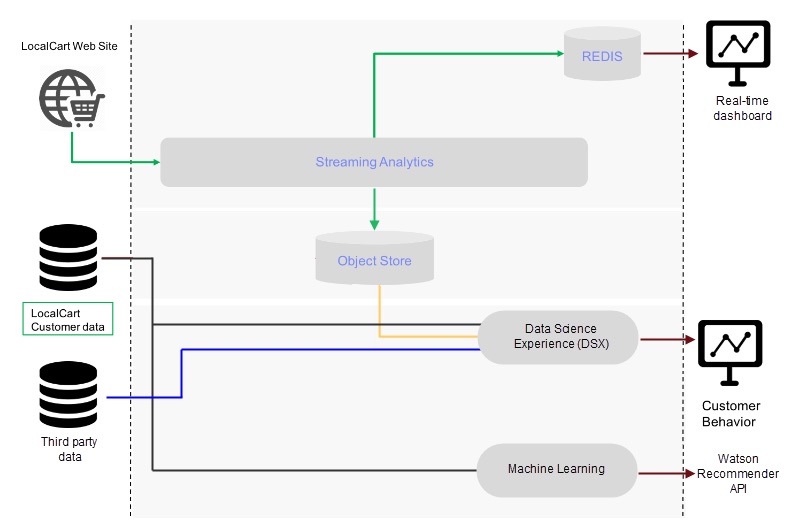 LocalCart Web Site
REDIS
Real-time
dashboard
Streaming Analytics
Object Store
LocalCart
Customer data
Data Science
Experience (DSX)
Customer
Behavior
Third party
data
Machine Learning
Watson
Recommender
API